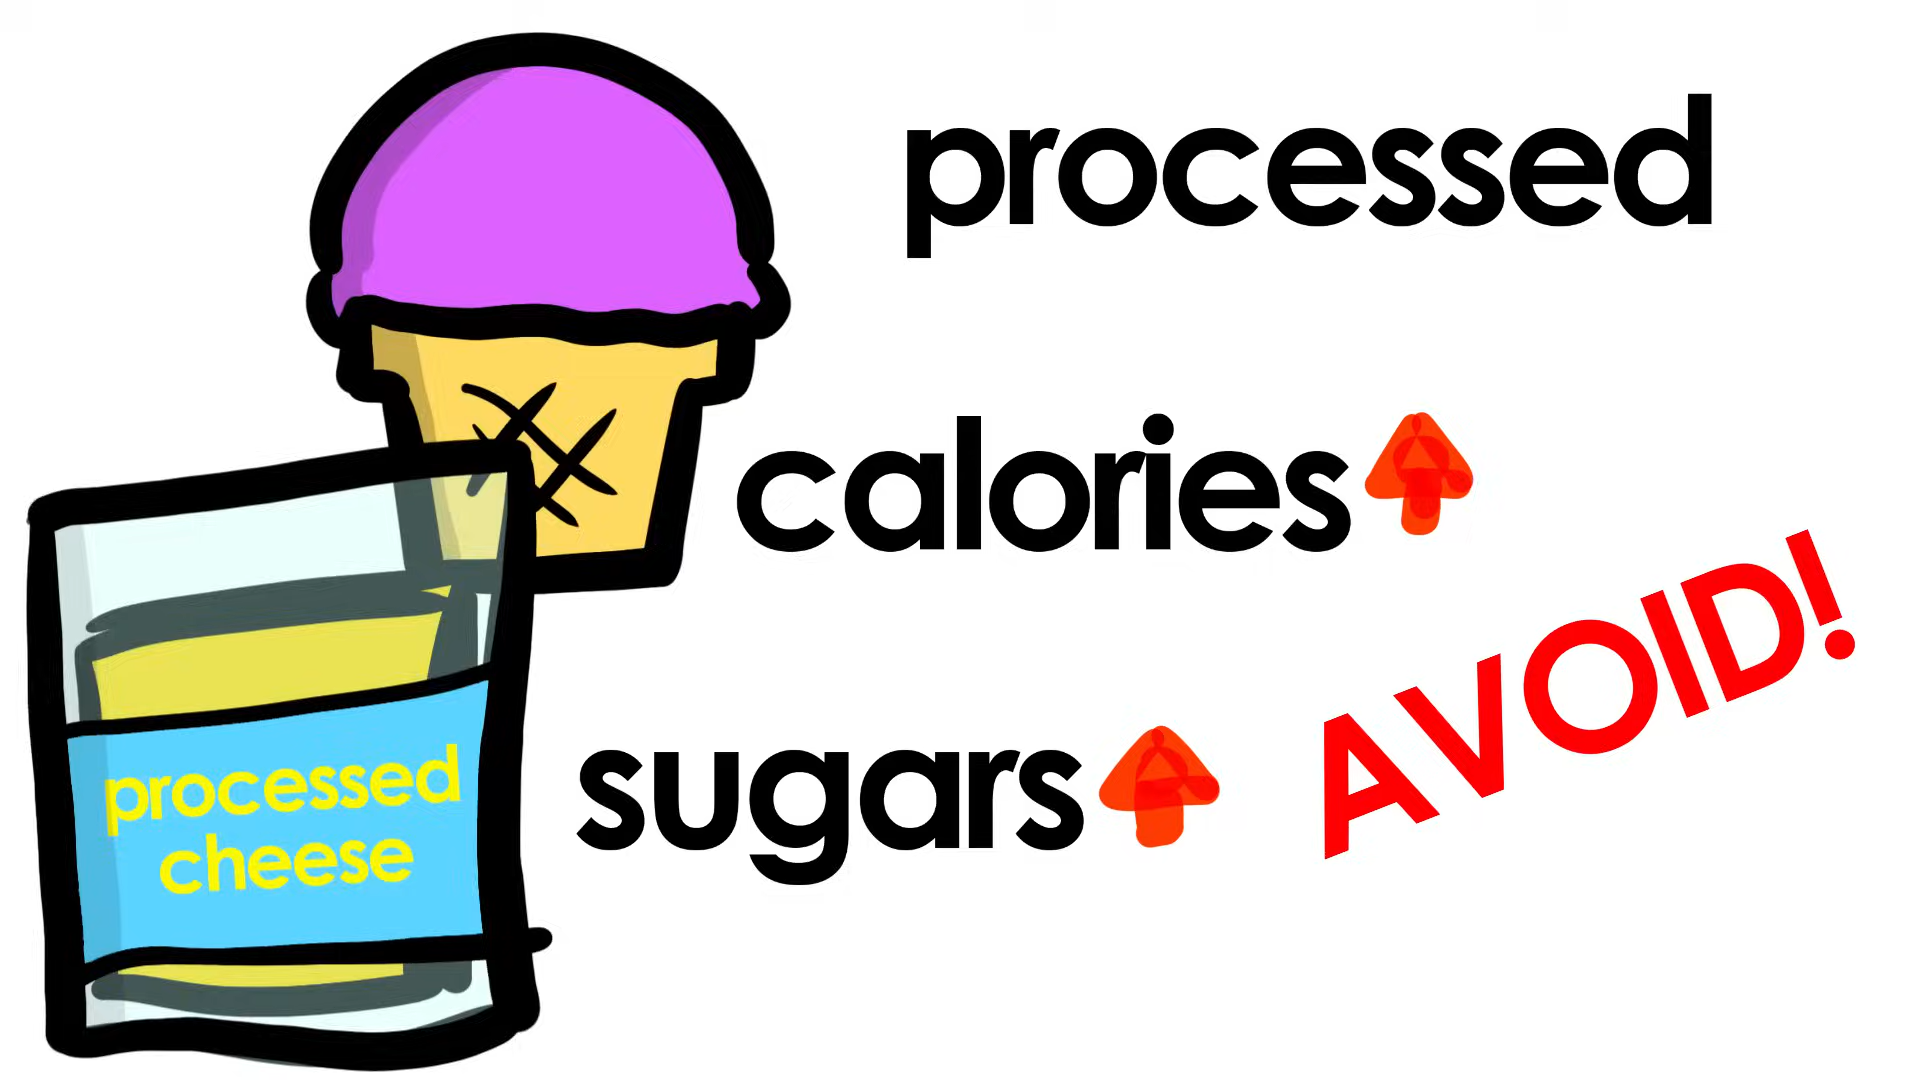 processed
calories
sugars
AVOID!
processed
cheese